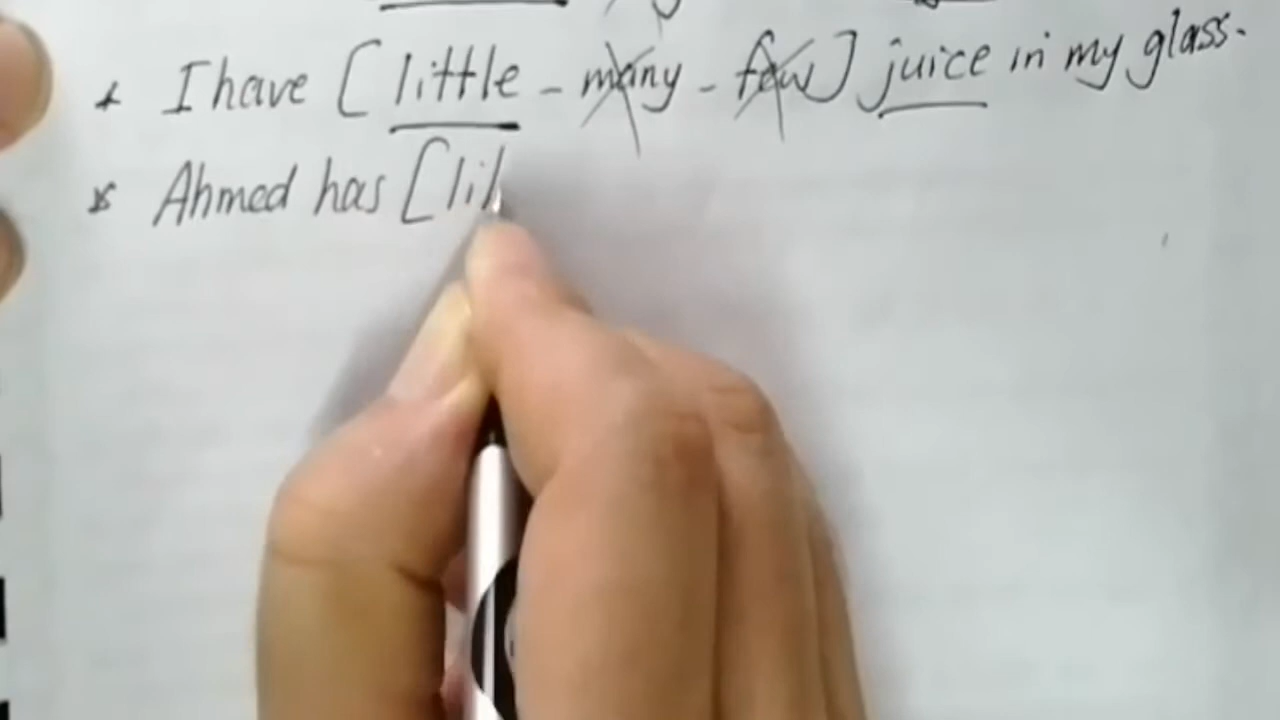 I have [little - many - few] juice in my glass.
Ahmed has [lit